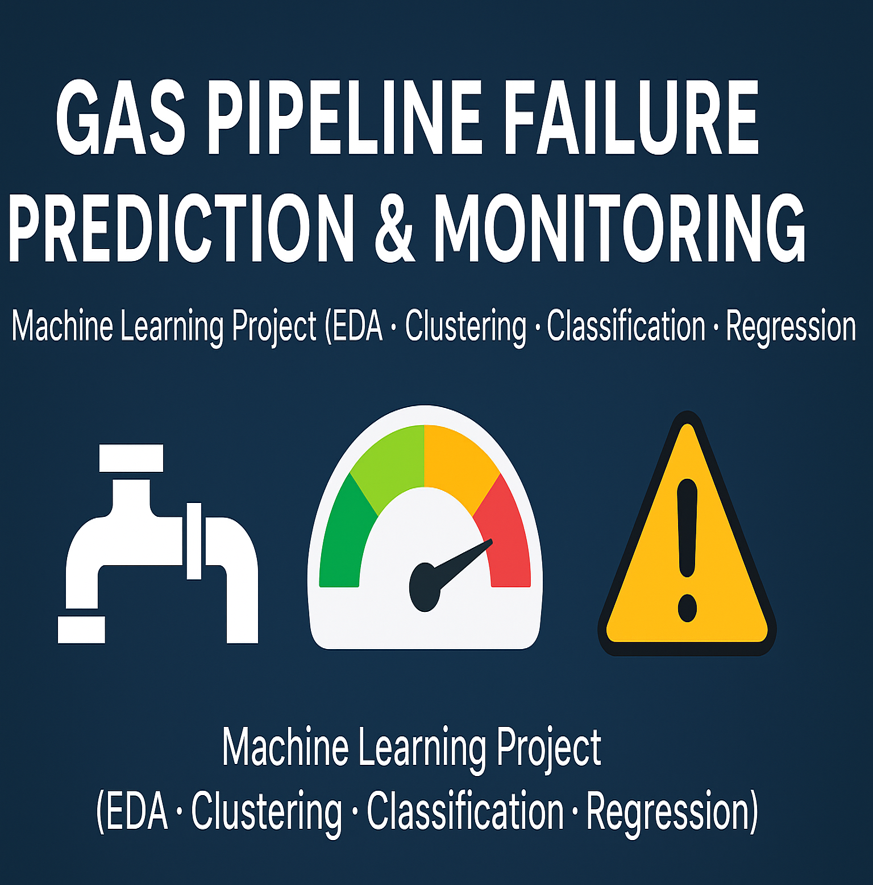 GAS PIPELINE FAILURE
PREDICTION & MONITORING
Machine Learning Project (EDA · Clustering · Classification · Regression
Machine Learning Project
(EDA · Clustering · Classification · Regression)